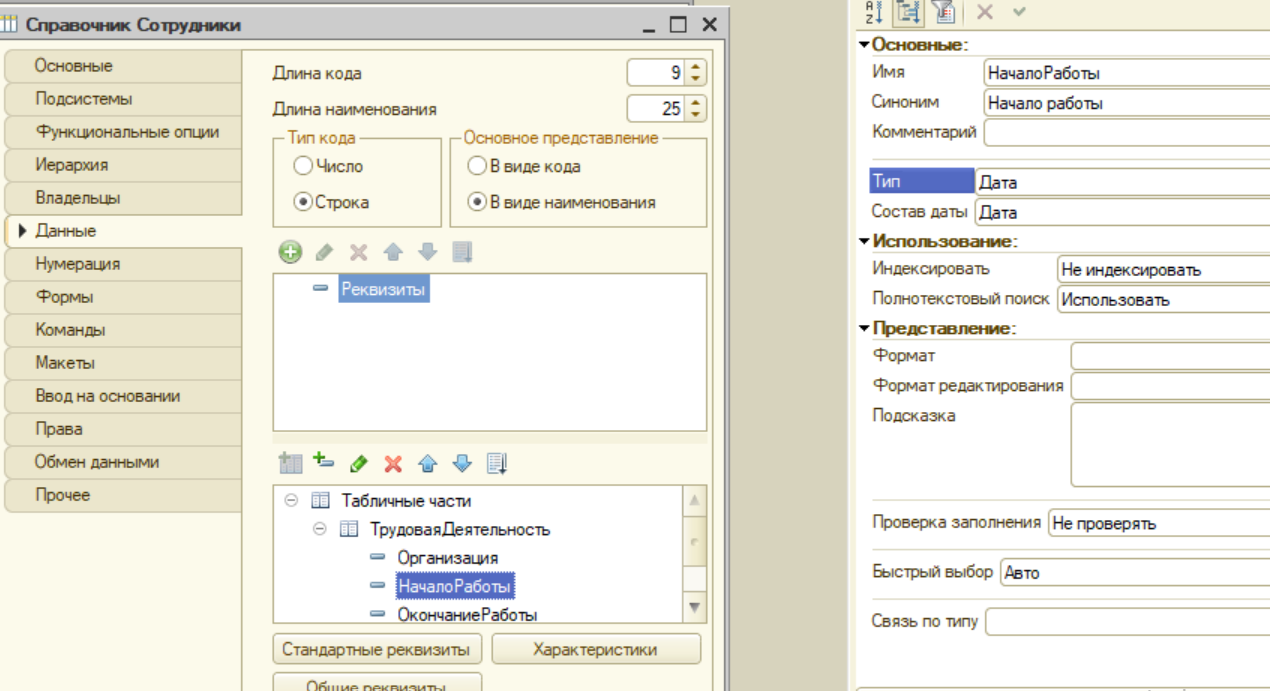 Справочник Сотрудники
Основные
Подсистемы
Функциональные опции
Иерархия
Владельцы
Данные
Нумерация
Формы
Команды
Макеты
Ввод на основании
Права
Обмен данными
Прочее
Длина кода 9
Длина наименования 25
Тип кода
Число
Строка
Основное представление
В виде кода
В виде наименования
Реквизиты
Табличные части
ТрудоваяДеятельность
Организация
НачалоРаботы
ОкончаниеРаботы
Стандартные реквизиты
Характеристики
Общие реквизиты
Основные:
Имя НачалоРаботы
Синоним Начало работы
Комментарий
Тип Дата
Состав даты Дата
Использование:
Индексировать Не индексировать
Полнотекстовый поиск Использовать
Представление:
Формат
Формат редактирования
Подсказка
Проверка заполнения Не проверять
Быстрый выбор Авто
Связь по типу